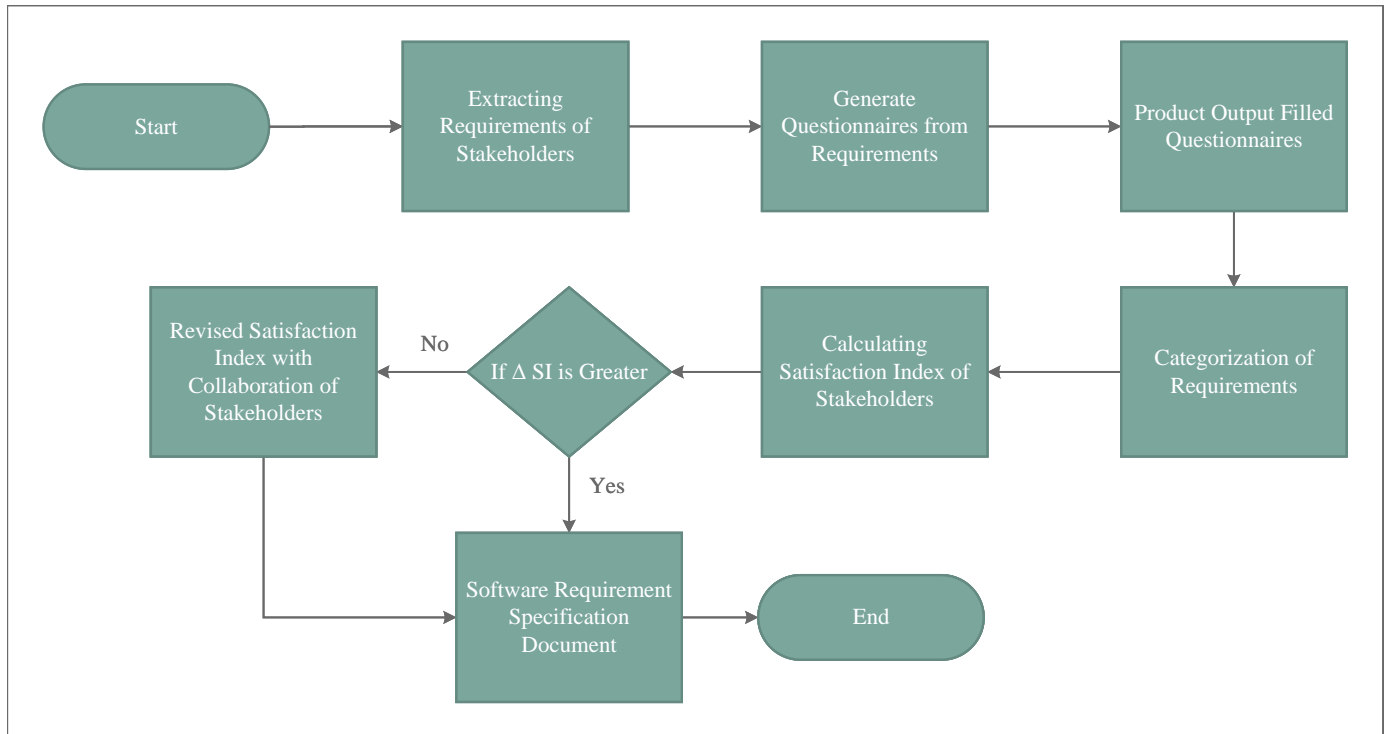 Start
Extracting
Requirements of
Stakeholders
Generate
Questionnaires from
Requirements
Product Output Filled
Questionnaires
Categorization of
Requirements
Calculating
Satisfaction Index of
Stakeholders
If Δ SI is Greater
No
Revised Satisfaction
Index with
Collaboration of
Stakeholders
Yes
Software Requirement
Specification
Document
End